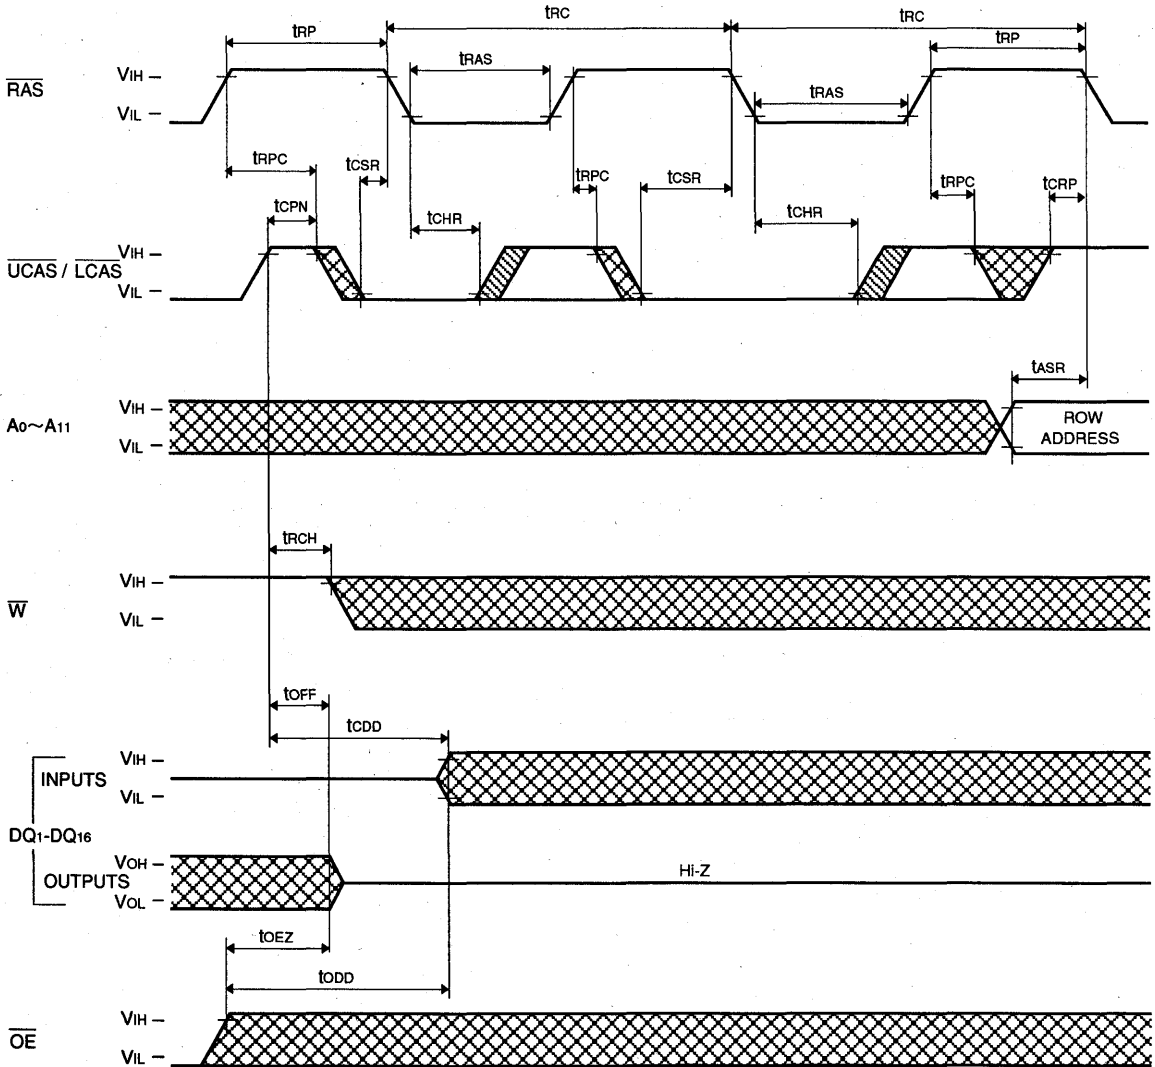 tRC tRC
tRP tRP
tRAS tRAS
RAS VIH
VIL
tRPC tCSR tRPC tCSR tRPC tCRP
tCPN tCHR tCHR
UCAS / LCAS VIH
VIL
tASR
A0~A11 VIH
VIL
ROW
ADDRESS
tRCH
W VIH
VIL
tOFF
tCDD
INPUTS VIH
VIL
DQ1-DQ16
OUTPUTS VOH
VOL
Hi-Z
tOEZ
tODD
OE VIH
VIL